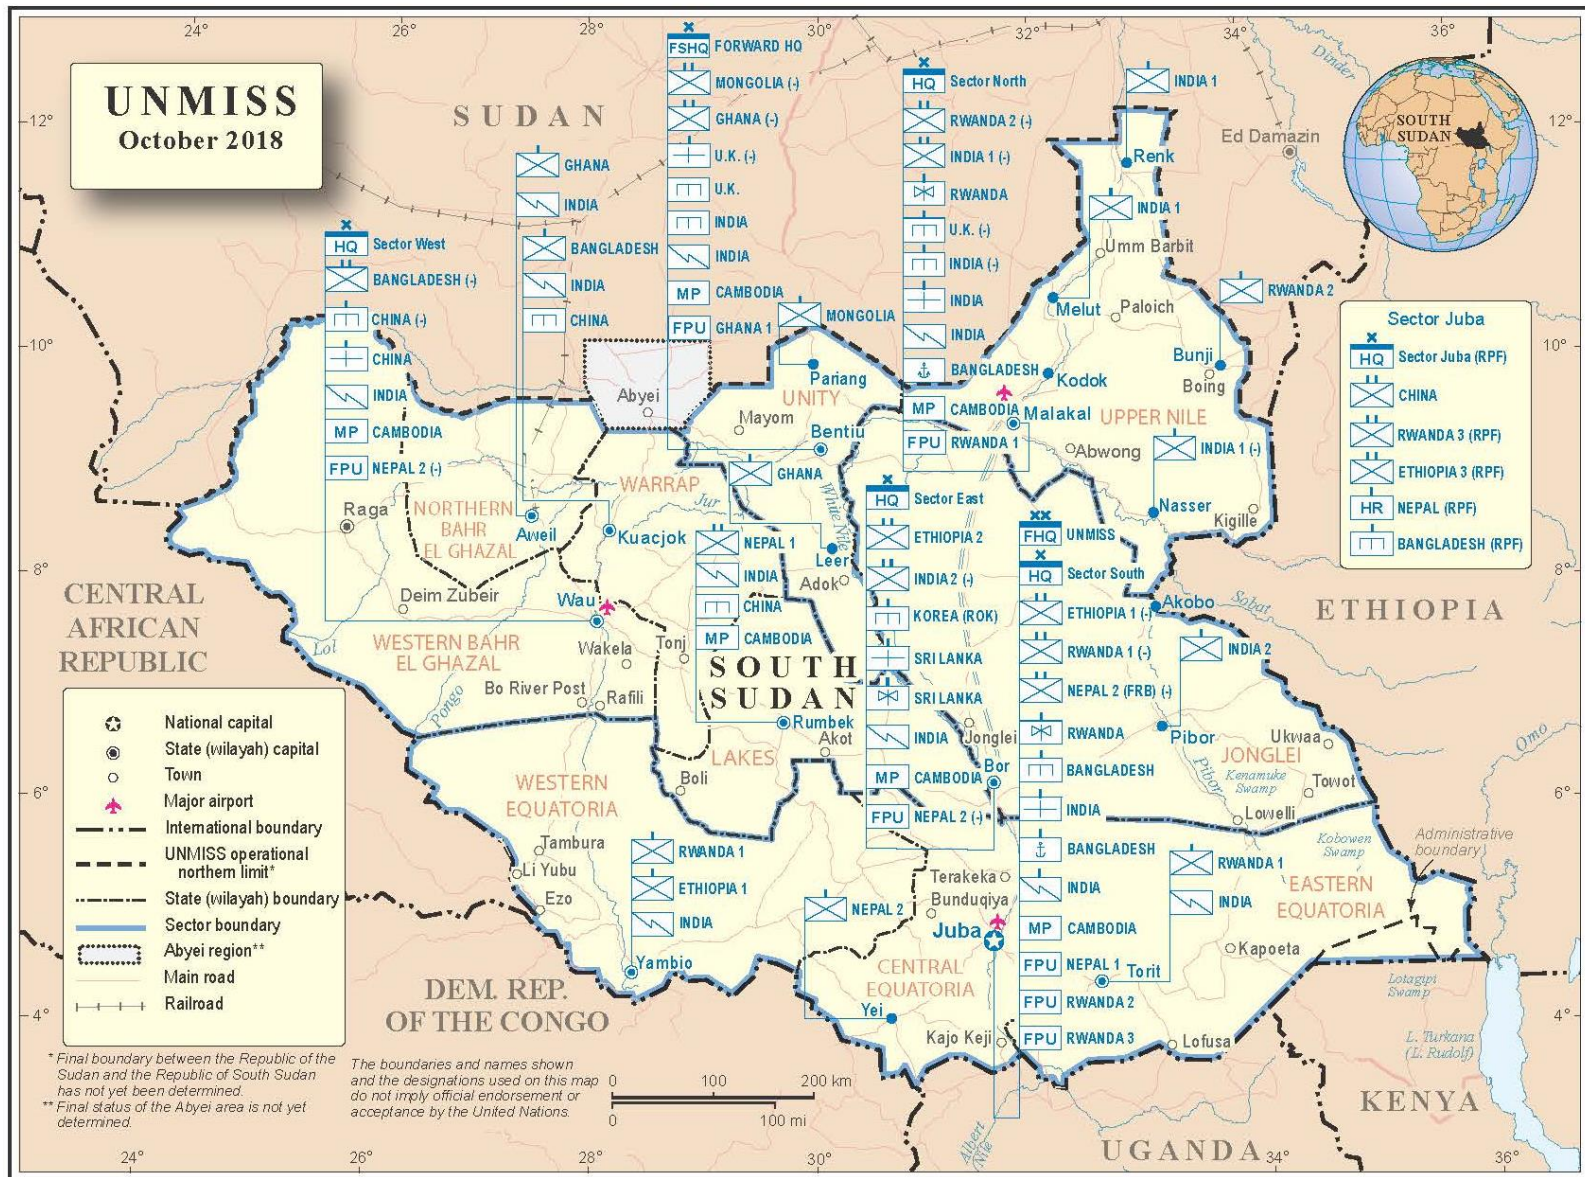 UNMISS
October 2018
24°
26°
28°
30°
32°
34°
36°
12°
10°
8°
6°
4°
12°
10°
8°
6°
4°
24°
26°
28°
30°
34°
36°
SUDAN
CENTRAL
AFRICAN
REPUBLIC
DEM. REP.
OF THE CONGO
UGANDA
KENYA
ETHIOPIA
SOUTH
SUDAN
SOUTH
SUDAN
FSHQ FORWARD HQ
MONGOLIA (-)
GHANA (-)
U.K. (-)
U.K.
INDIA
INDIA
MP CAMBODIA
FPU GHANA 1
HQ Sector North
RWANDA 2 (-)
INDIA 1 (-)
RWANDA
U.K. (-)
INDIA (-)
INDIA
INDIA
BANGLADESH
MP CAMBODIA
FPU RWANDA 1
INDIA 1
INDIA 1
RWANDA 2
INDIA 1 (-)
GHANA
INDIA
BANGLADESH
INDIA
CHINA
HQ Sector West
BANGLADESH (-)
CHINA (-)
CHINA
INDIA
MP CAMBODIA
FPU NEPAL 2 (-)
MONGOLIA
GHANA
NEPAL 1
INDIA
CHINA
MP CAMBODIA
HQ Sector East
ETHIOPIA 2
INDIA 2 (-)
KOREA (ROK)
SRI LANKA
SRI LANKA
INDIA
MP CAMBODIA
FPU NEPAL 2 (-)
FHQ UNMISS
HQ Sector South
ETHIOPIA 1 (-)
RWANDA 1 (-)
NEPAL 2 (FRB) (-)
RWANDA
BANGLADESH
INDIA
BANGLADESH
INDIA
MP CAMBODIA
FPU NEPAL 1
FPU RWANDA 2
FPU RWANDA 3
INDIA 2
RWANDA 1
INDIA
RWANDA 1
ETHIOPIA 1
INDIA
NEPAL 2
Sector Juba
HQ Sector Juba (RPF)
CHINA
RWANDA 3 (RPF)
ETHIOPIA 3 (RPF)
HR NEPAL (RPF)
BANGLADESH (RPF)
Dinder
Ed Damazin
Renk
Umm Barbit
Melut
Paloich
Bunji
Boing
Kodok
Malakal
UPPER NILE
Abwong
Nasser
Kigille
Abyei
Pariang
UNITY
Mayom
Bentiu
WARRAP
Jur
White Nile
Leer
Adok
NORTHERN
BAHR
EL GHAZAL
Raga
Aweil
Kuacjok
Deim Zubeir
Wau
WESTERN BAHR
EL GHAZAL
Lol
Pongo
Wakela
Tonj
Bo River Post
Rafili
Rumbek
Akot
LAKES
Boli
Jonglei
Bor
Akobo
Sobat
Pibor
Pibor
JONGLEI
Ukwaa
Kenamuke
Swamp
Towot
Lowelli
Omo
Kobowen
Swamp
Administrative
boundary
WESTERN
EQUATORIA
Tambura
Li Yubu
Ezo
Yambio
Terakeka
Bunduqiya
Juba
CENTRAL
EQUATORIA
Yei
Kajo Keji
Torit
EASTERN
EQUATORIA
Kapoeta
Lofusa
Lotagipi
Swamp
L. Turkana
(L. Rudolf)
Albert
Nile
National capital
State (wilayah) capital
Town
Major airport
International boundary
UNMISS operational
northern limit*
State (wilayah) boundary
Sector boundary
Abyei region**
Main road
Railroad
* Final boundary between the Republic of the
Sudan and the Republic of South Sudan
has not yet been determined.
** Final status of the Abyei area is not yet
determined.
The boundaries and names shown
and the designations used on this map
do not imply official endorsement or
acceptance by the United Nations.
0 100 200 km
0 100 mi